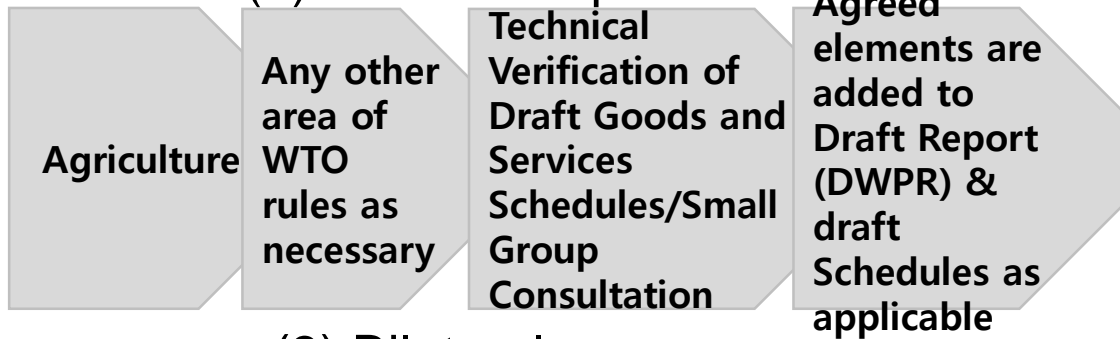 Agriculture
Any other
area of
WTO
rules as
necessary
Technical
Verification of
Draft Goods and
Services
Schedules/Small
Group
Consultation
Agreed
elements are
added to
Draft Report
(DWPR) &
draft
Schedules as
applicable